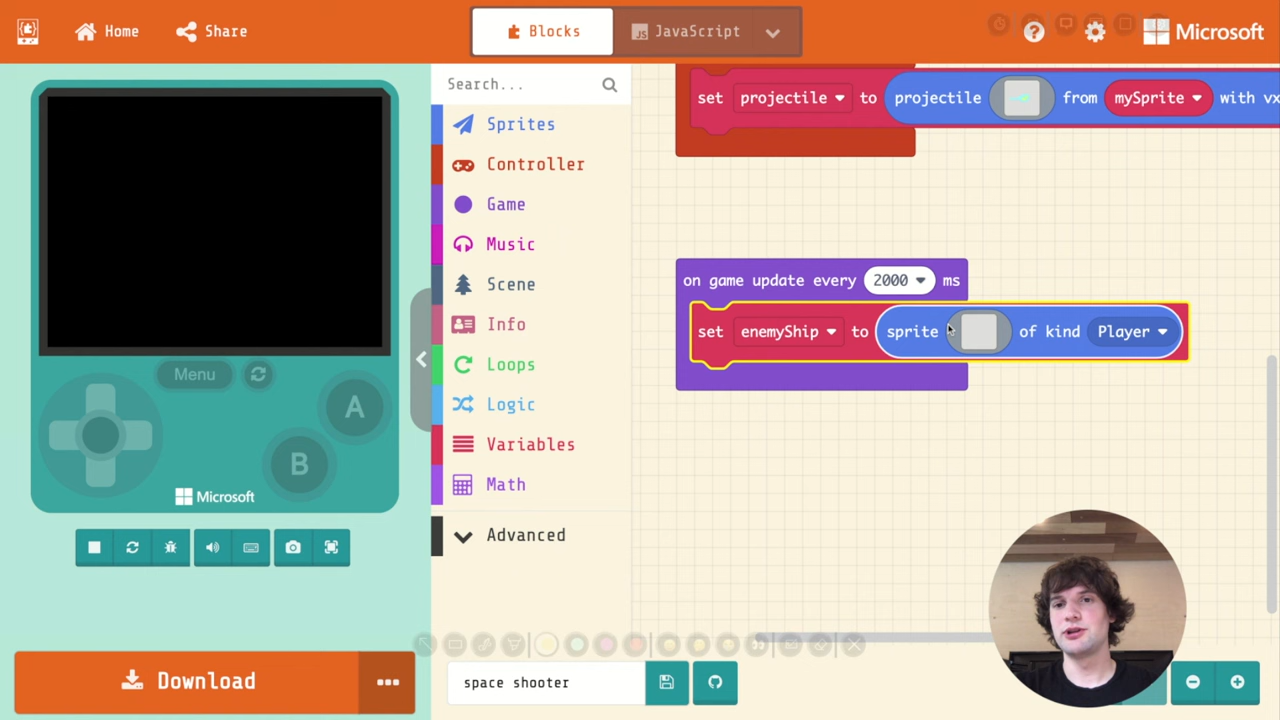 Home
Share
Blocks
JavaScript
Microsoft
Search...
Sprites
Controller
Game
Music
Scene
Info
Loops
Logic
Variables
Math
Advanced
set projectile to projectile from mySprite with vx
on game update every 2000 ms
set enemyShip to sprite of kind Player
Menu
A
B
Microsoft
Download
space shooter